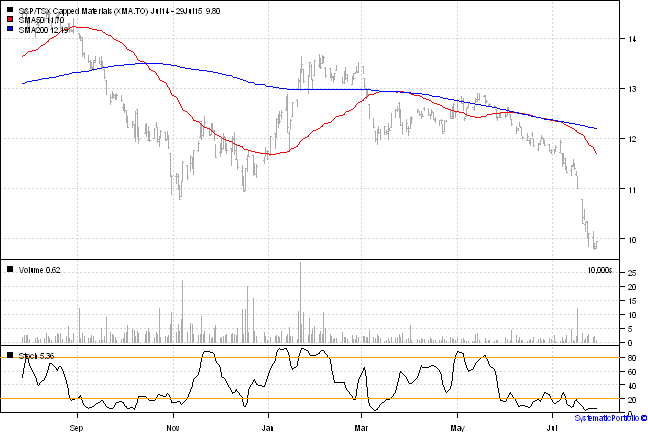 S&P/TSX Capped Materials (XMA.TO) Jul14 - 29Jul15 9.80
SMA50 11.70
SMA200 12.19
14
13
12
11
10
Volume 0.62
10,000s
25
20
15
10
5
0
Stoch 5.36
80
60
40
20
0
Sep
Nov
Jan
Mar
May
Jul
SystematicPortfolio ©